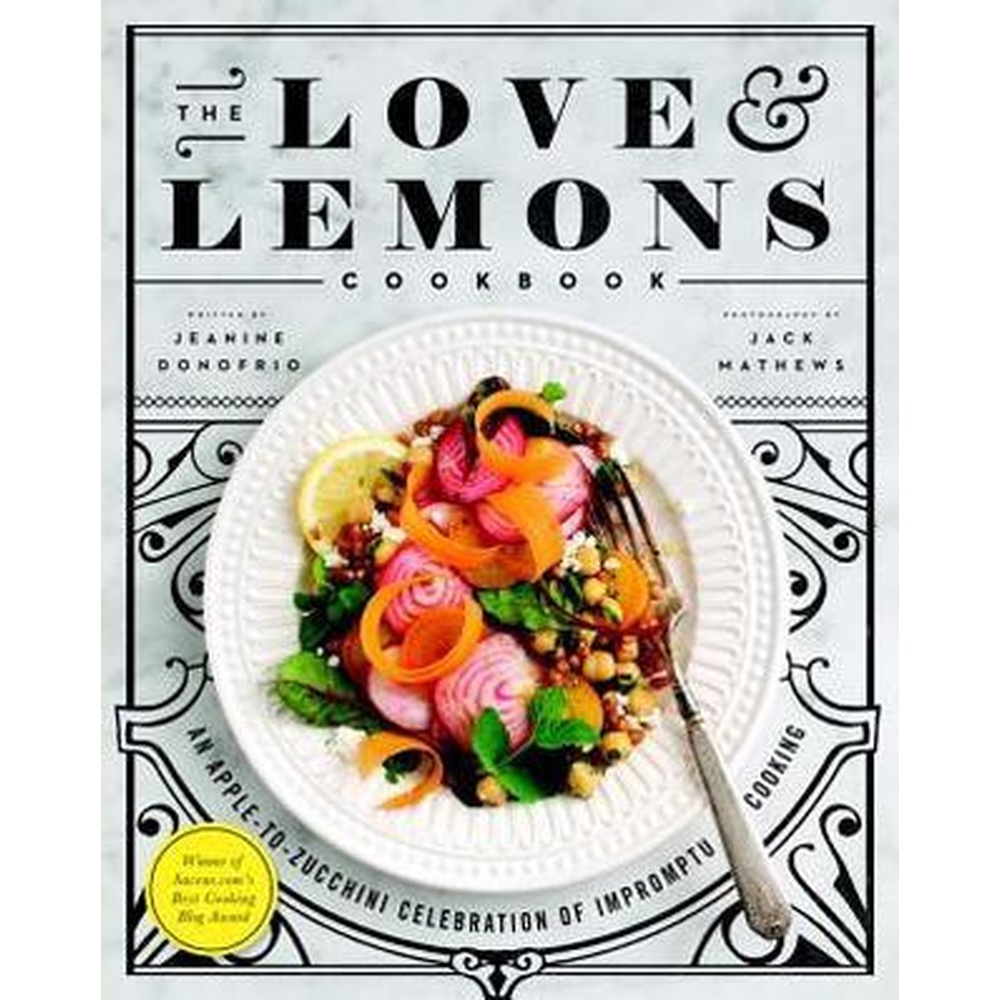 THE LOVE &
LEMONS
COOKBOOK
WRITTEN BY
JEANINE
DONOFRIO
PHOTOGRAPHY BY
JACK
MATHEWS
AN APPLE-TO-ZUCCHINI CELEBRATION OF IMPROMPTU COOKING
Winner of
Saveur.com's
Best Cooking
Blog Award